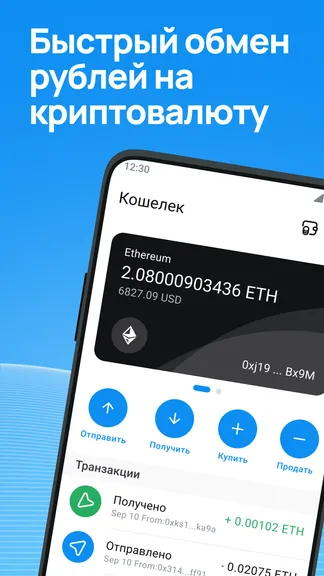 Быстрый обмен
рублей на
криптовалюту
12:30
Кошелек
Ethereum
2.08000903436 ETH
6827.09 USD
0xj19 ... Bx9M
Отправить
Получить
Купить
Продать
Транзакции
Получено
+ 0.00102 ETH
Sep 10 From:0xks1...ka9a
Отправлено
- 0.02075 ETH
Sep 10 From:0x314...ff91